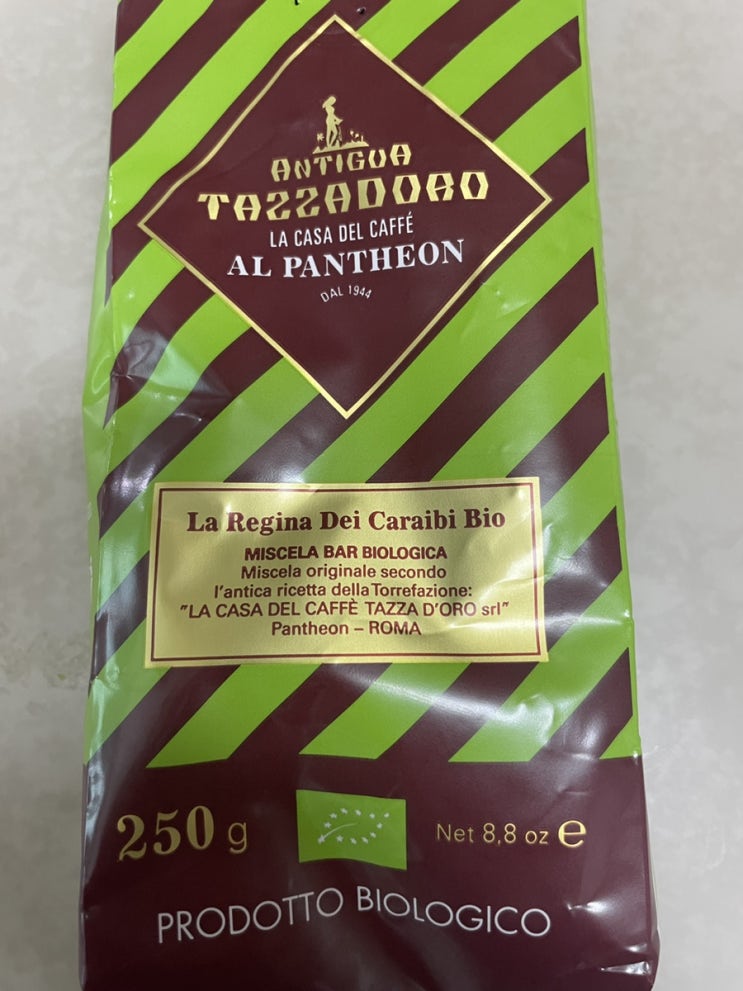 ANTIGUA
TAZZADORO
LA CASA DEL CAFFÉ
AL PANTHEON
DAL 1944
La Regina Dei Caraibi Bio
MISCELA BAR BIOLOGICA
Miscela originale secondo
l'antica ricetta della Torrefazione:
"LA CASA DEL CAFFÈ TAZZA D'ORO srl"
Pantheon – ROMA
250 g
Net 8,8 oz e
PRODOTTO BIOLOGICO